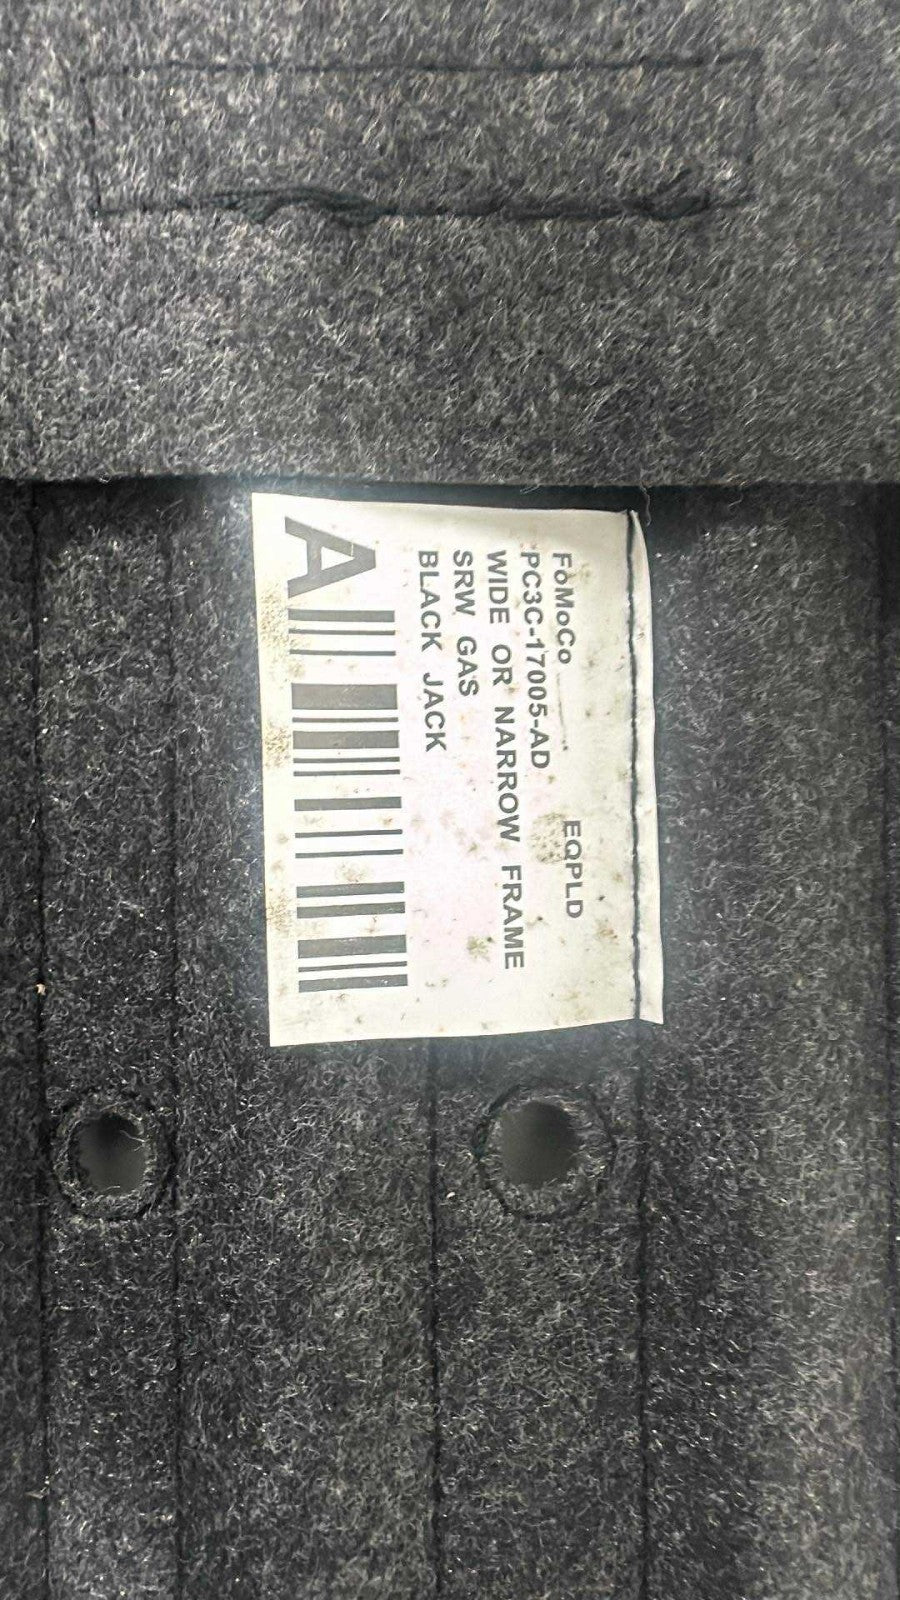 FoMoCo EQPLD
PC3C-17005-AD
WIDE OR NARROW FRAME
SRW GAS
BLACK JACK
A